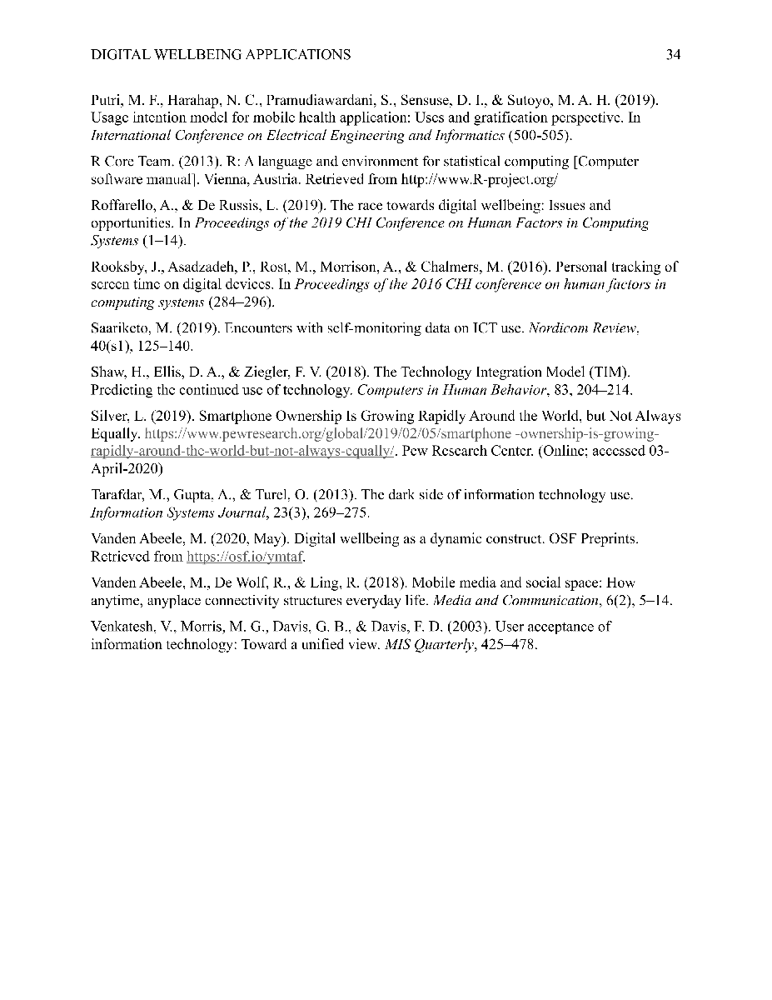 DIGITAL WELLBEING APPLICATIONS 34
Putri, M. F., Harahap, N. C., Pramudiawardani, S., Sensuse, D. I., & Sutoyo, M. A. H. (2019).
Usage intention model for mobile health application: Uses and gratification perspective. In
International Conference on Electrical Engineering and Informatics (500-505).
R Core Team. (2013). R: A language and environment for statistical computing [Computer
software manual]. Vienna, Austria. Retrieved from http://www.R-project.org/
Roffarello, A., & De Russis, L. (2019). The race towards digital wellbeing: Issues and
opportunities. In Proceedings of the 2019 CHI Conference on Human Factors in Computing
Systems (1–14).
Rooksby, J., Asadzadeh, P., Rost, M., Morrison, A., & Chalmers, M. (2016). Personal tracking of
screen time on digital devices. In Proceedings of the 2016 CHI conference on human factors in
computing systems (284–296).
Saariketo, M. (2019). Encounters with self-monitoring data on ICT use. Nordicom Review,
40(s1), 125–140.
Shaw, H., Ellis, D. A., & Ziegler, F. V. (2018). The Technology Integration Model (TIM).
Predicting the continued use of technology. Computers in Human Behavior, 83, 204–214.
Silver, L. (2019). Smartphone Ownership Is Growing Rapidly Around the World, but Not Always
Equally. https://www.pewresearch.org/global/2019/02/05/smartphone -ownership-is-growing-
rapidly-around-the-world-but-not-always-equally/. Pew Research Center. (Online; accessed 03-
April-2020)
Tarafdar, M., Gupta, A., & Turel, O. (2013). The dark side of information technology use.
Information Systems Journal, 23(3), 269–275.
Vanden Abeele, M. (2020, May). Digital wellbeing as a dynamic construct. OSF Preprints.
Retrieved from https://osf.io/ymtaf.
Vanden Abeele, M., De Wolf, R., & Ling, R. (2018). Mobile media and social space: How
anytime, anyplace connectivity structures everyday life. Media and Communication, 6(2), 5–14.
Venkatesh, V., Morris, M. G., Davis, G. B., & Davis, F. D. (2003). User acceptance of
information technology: Toward a unified view. MIS Quarterly, 425–478.